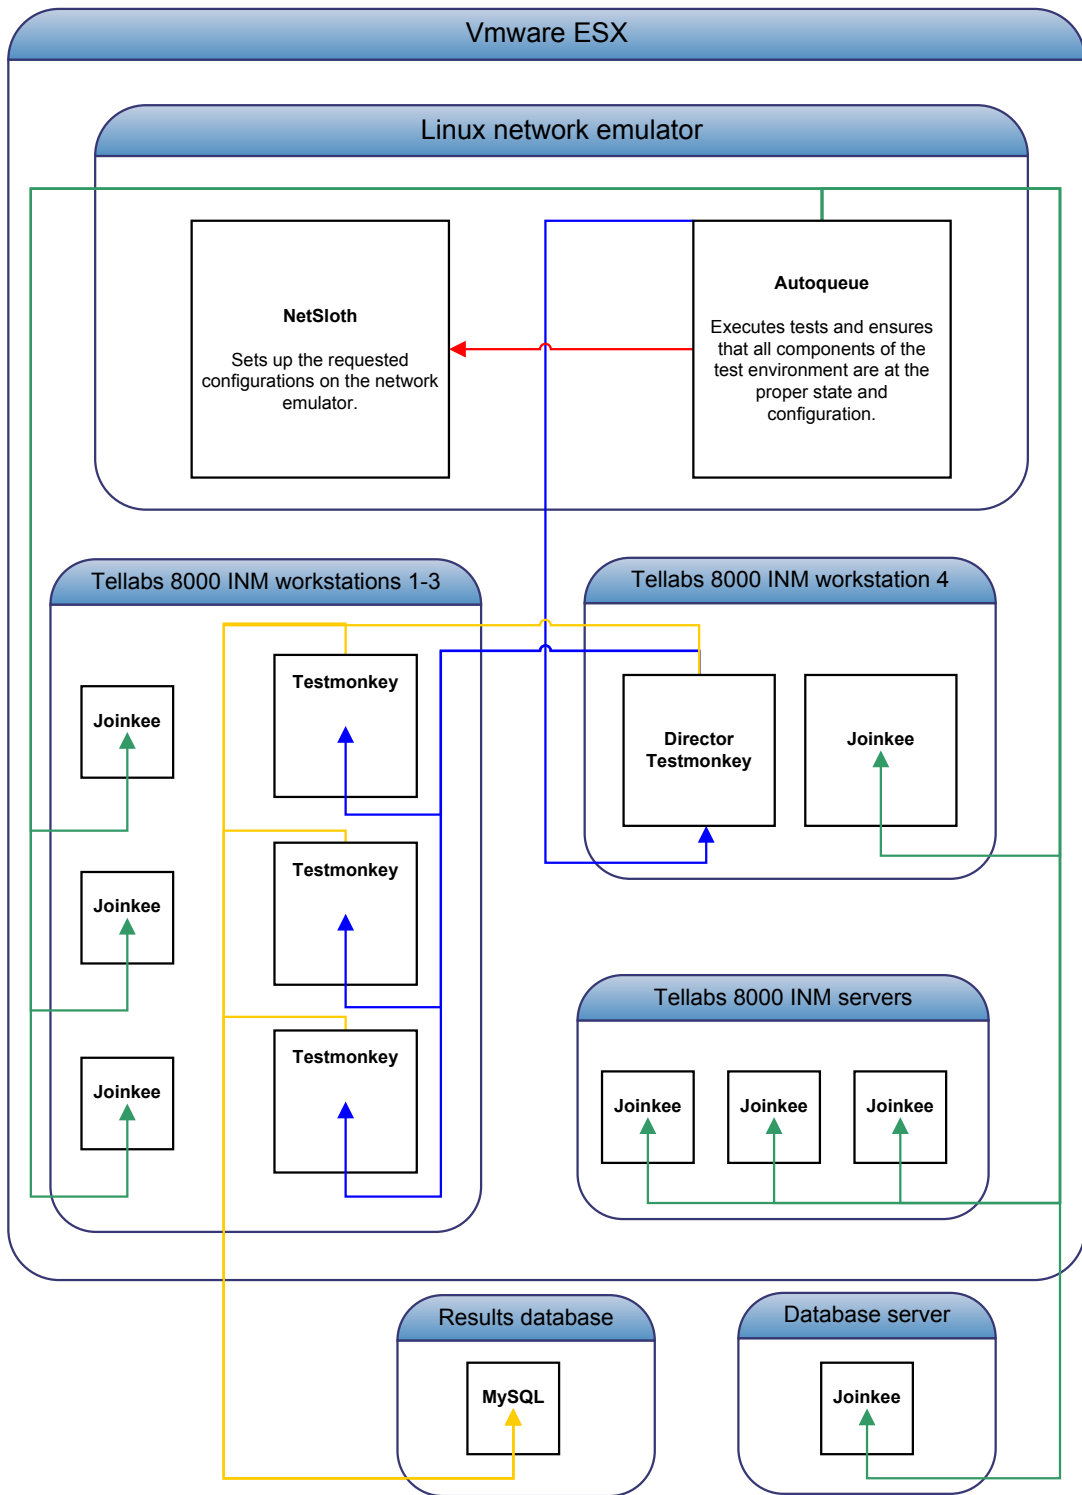 Vmware ESX
Linux network emulator
NetSloth
Sets up the requested
configurations on the network
emulator.
Autoqueue
Executes tests and ensures
that all components of the
test environment are at the
proper state and
configuration.
Tellabs 8000 INM workstations 1-3
Joinkee
Testmonkey
Joinkee
Testmonkey
Joinkee
Testmonkey
Tellabs 8000 INM workstation 4
Director
Testmonkey
Joinkee
Tellabs 8000 INM servers
Joinkee
Joinkee
Joinkee
Results database
MySQL
Database server
Joinkee